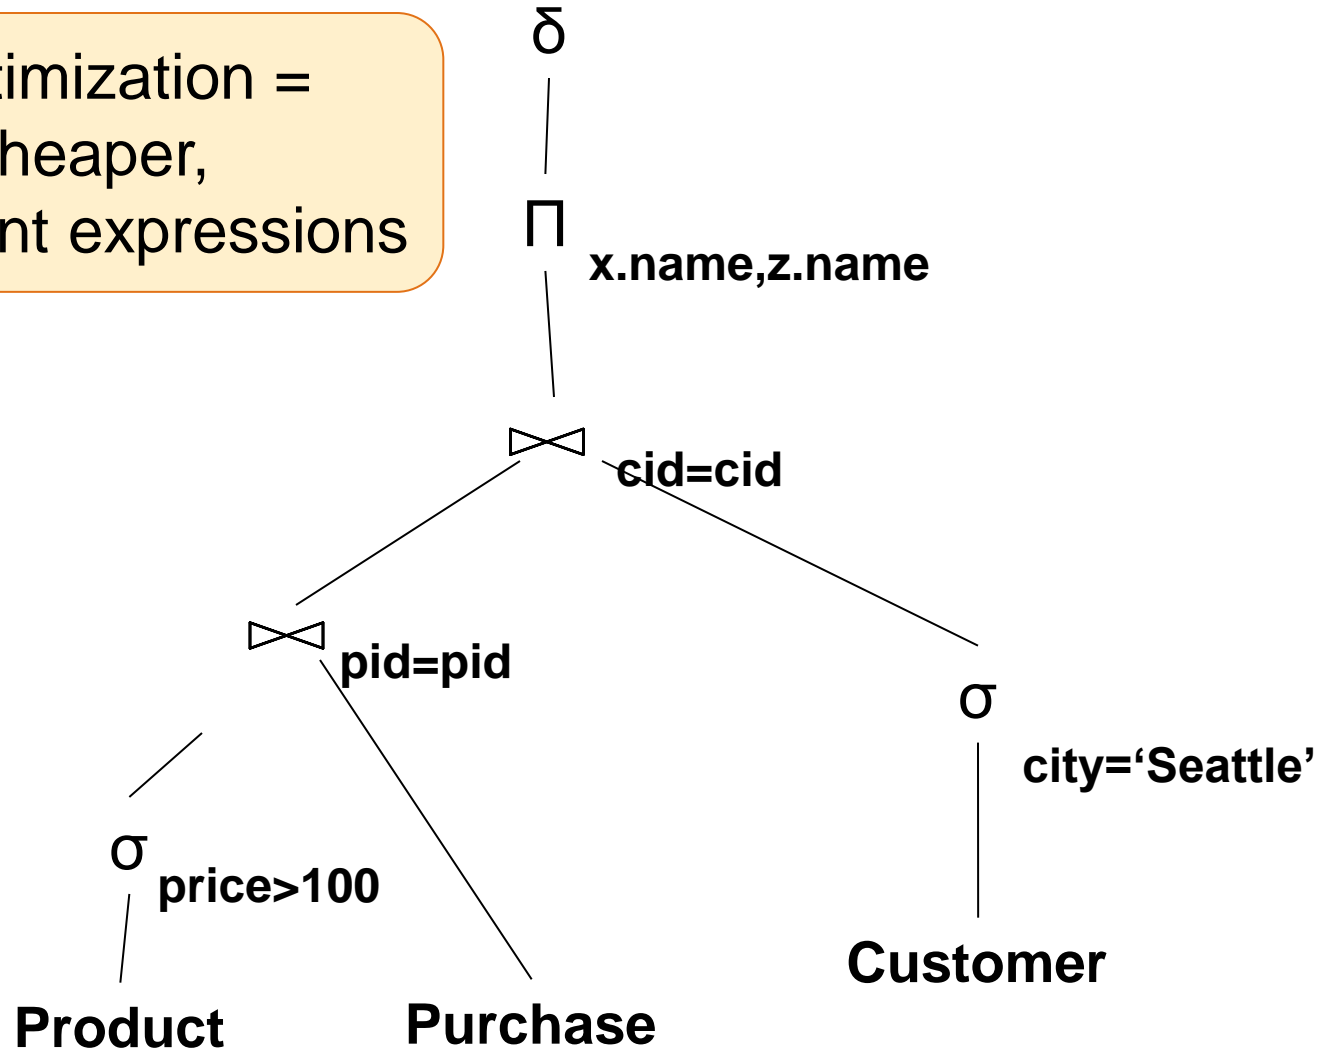 δ
timization =
heaper,
nt expressions
Π
x.name,z.name
cid=cid
pid=pid
σ
city=‘Seattle’
σ
price>100
Customer
Product
Purchase